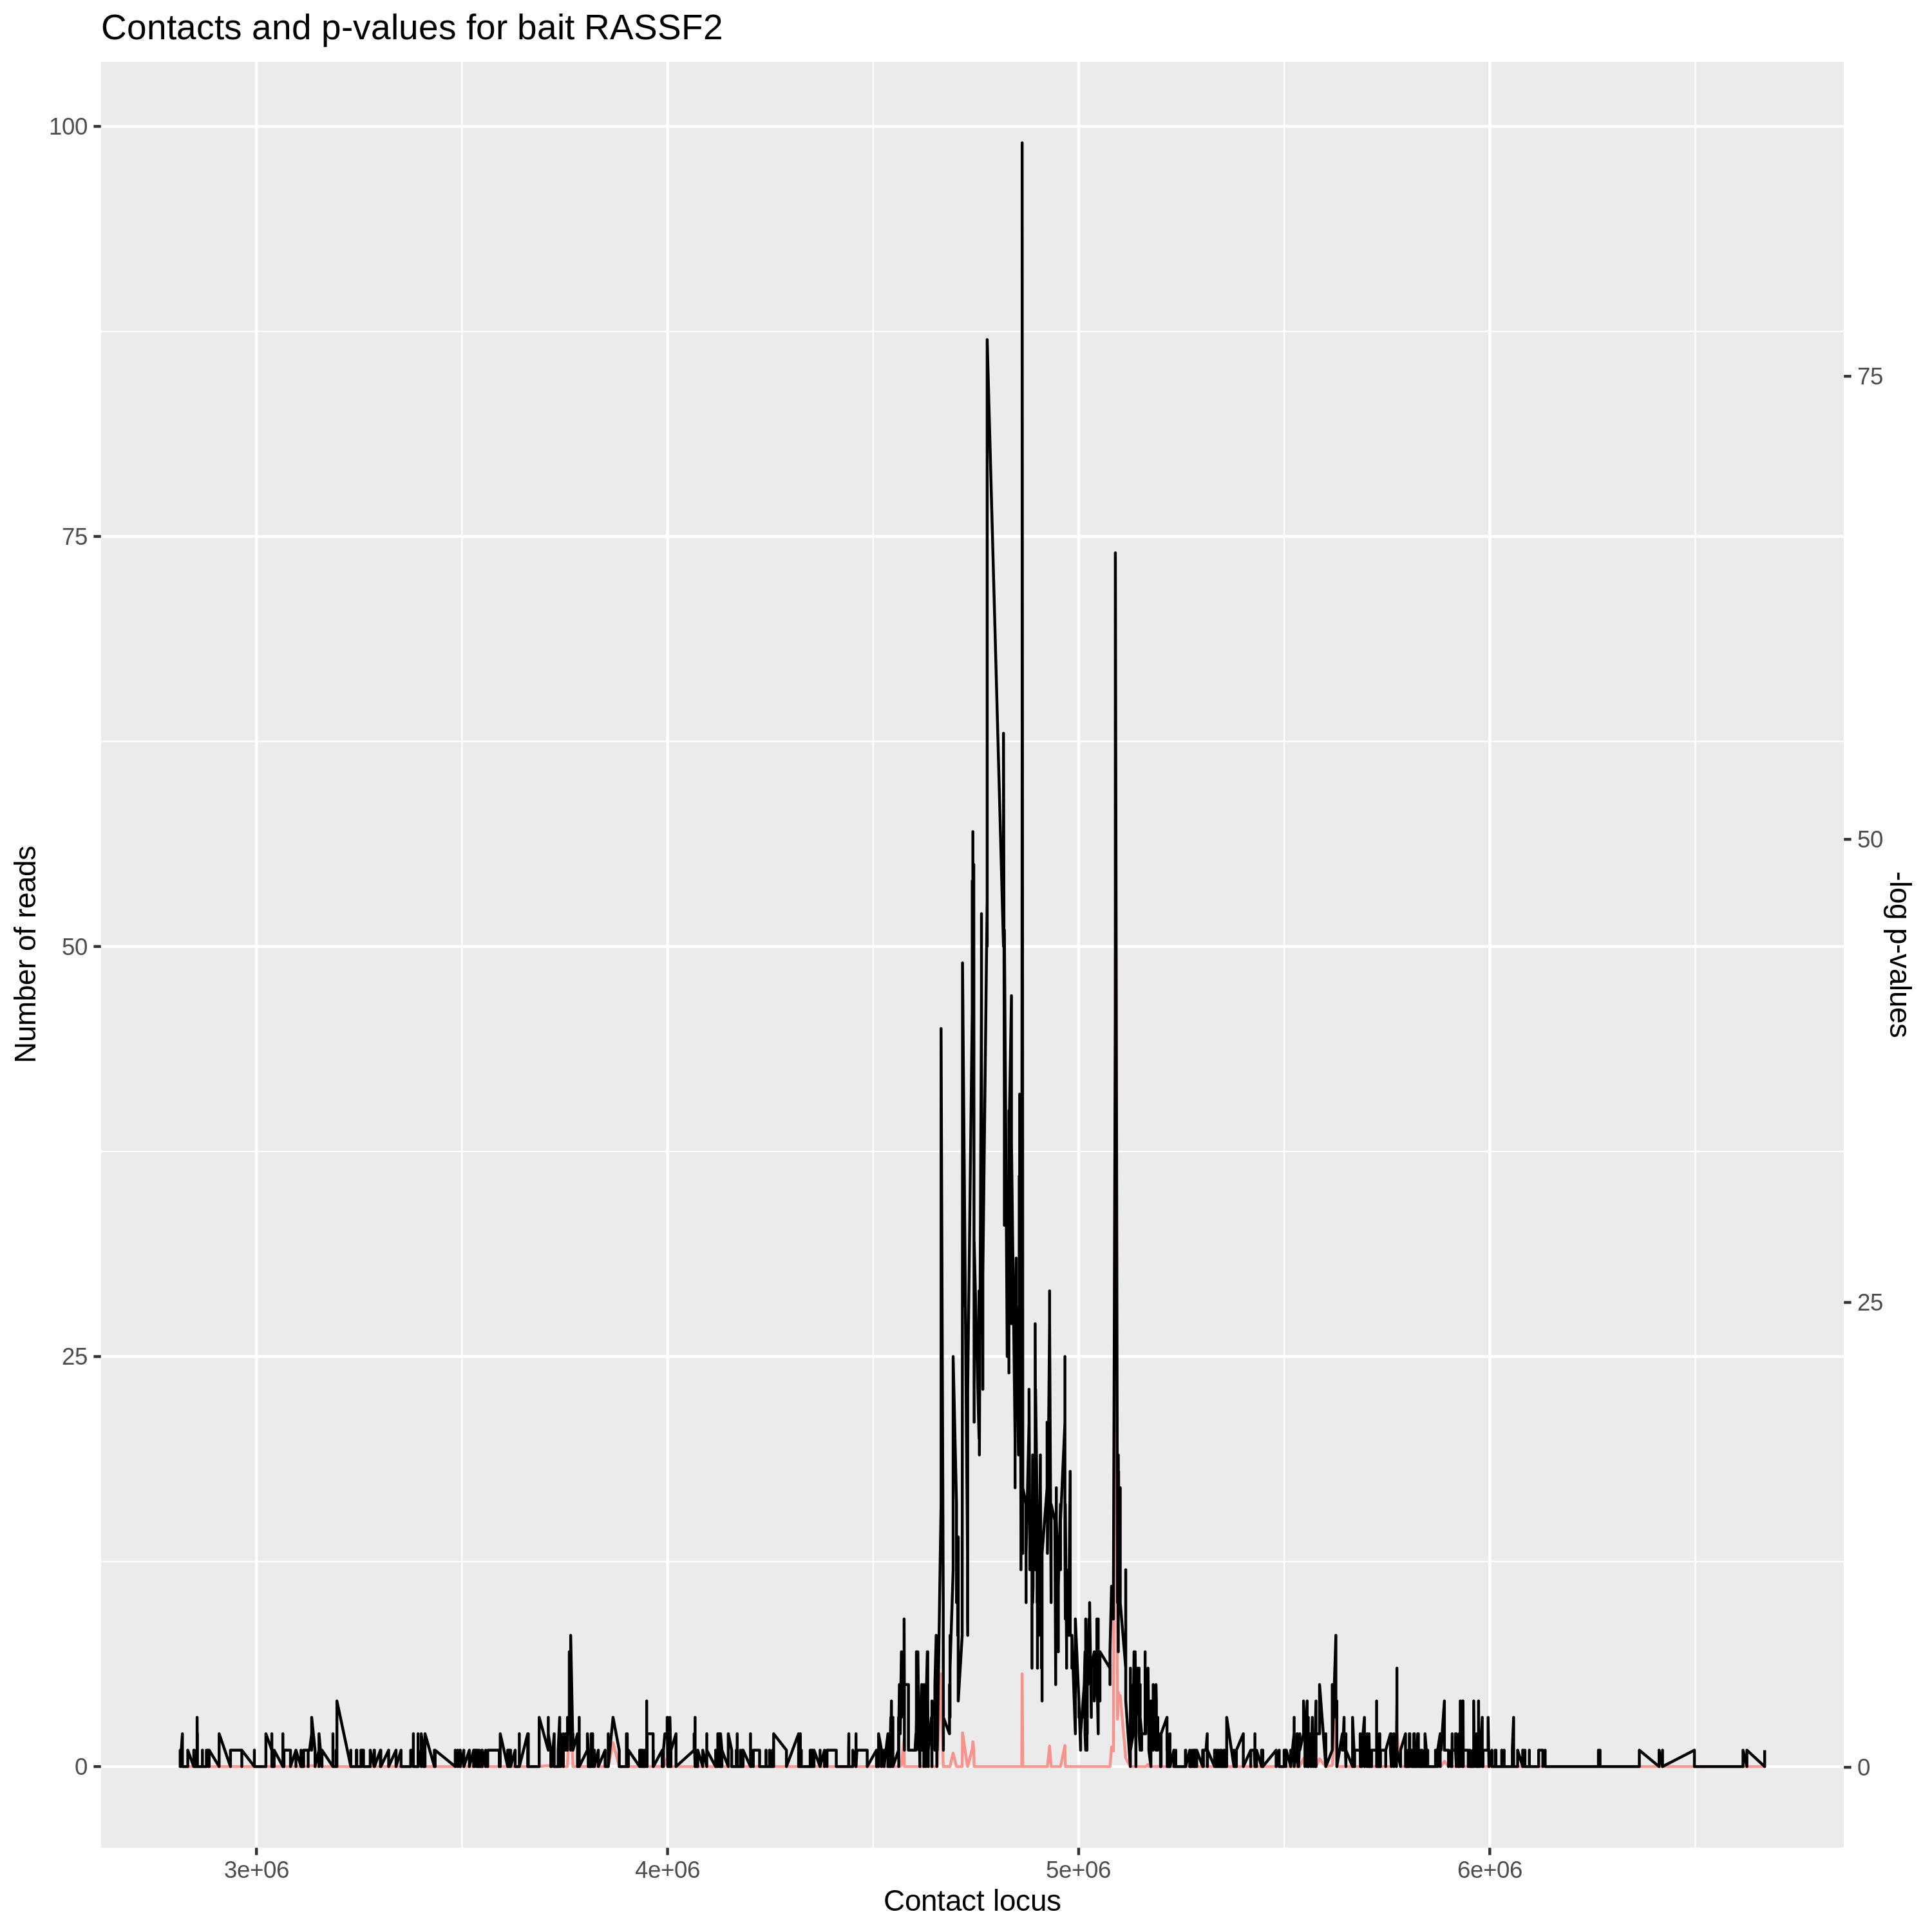 Contacts and p-values for bait RASSF2
100
75
50
25
0
Number of reads
75
50
25
0
-log p-values
3e+06
4e+06
5e+06
6e+06
Contact locus